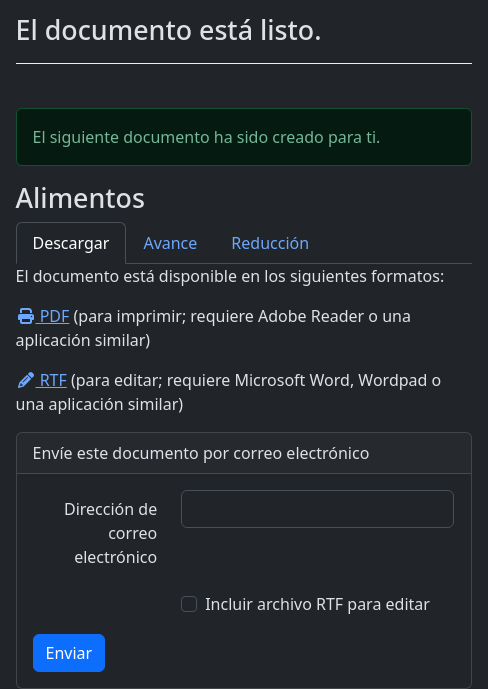 El documento está listo.
El siguiente documento ha sido creado para ti.
Alimentos
Descargar Avance Reducción
El documento está disponible en los siguientes formatos:
PDF (para imprimir; requiere Adobe Reader o una
aplicación similar)
RTF (para editar; requiere Microsoft Word, Wordpad o
una aplicación similar)
Envíe este documento por correo electrónico
Dirección de
correo
electrónico
Incluir archivo RTF para editar
Enviar